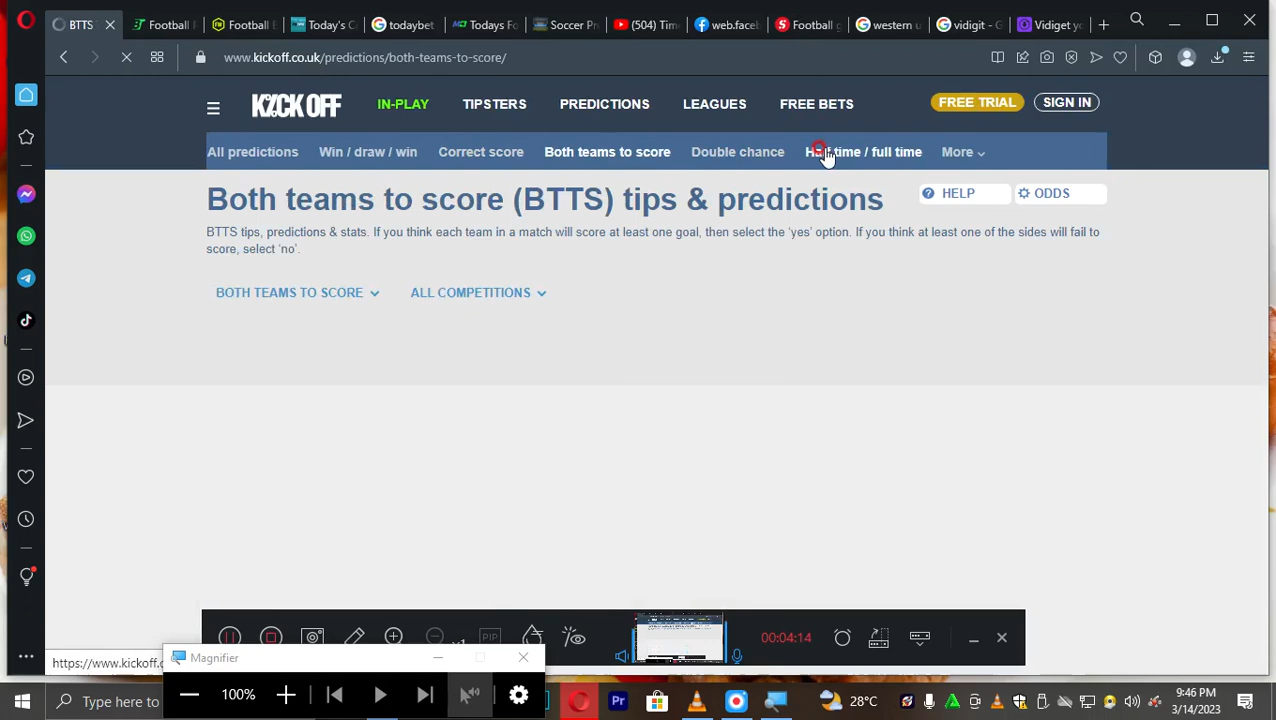 BTTS
Football F
Football E
Today's C
todaybet
Todays Fo
Soccer Pr
(504) Tim
web.faceb
Football g
western u
vidigit - G
Vidiget yo
www.kickoff.co.uk/predictions/both-teams-to-score/
KICK OFF
IN-PLAY
TIPSTERS
PREDICTIONS
LEAGUES
FREE BETS
FREE TRIAL
SIGN IN
All predictions
Win / draw / win
Correct score
Both teams to score
Double chance
time / full time
More
Both teams to score (BTTS) tips & predictions
HELP
ODDS
BTTS tips, predictions & stats. If you think each team in a match will score at least one goal, then select the 'yes' option. If you think at least one of the sides will fail to
score, select 'no'.
BOTH TEAMS TO SCORE
ALL COMPETITIONS
x1
PIP
00:04:14
https://www.kickoff.c
Magnifier
100%
Type here to
Pr
28°C
9:46 PM
3/14/2023